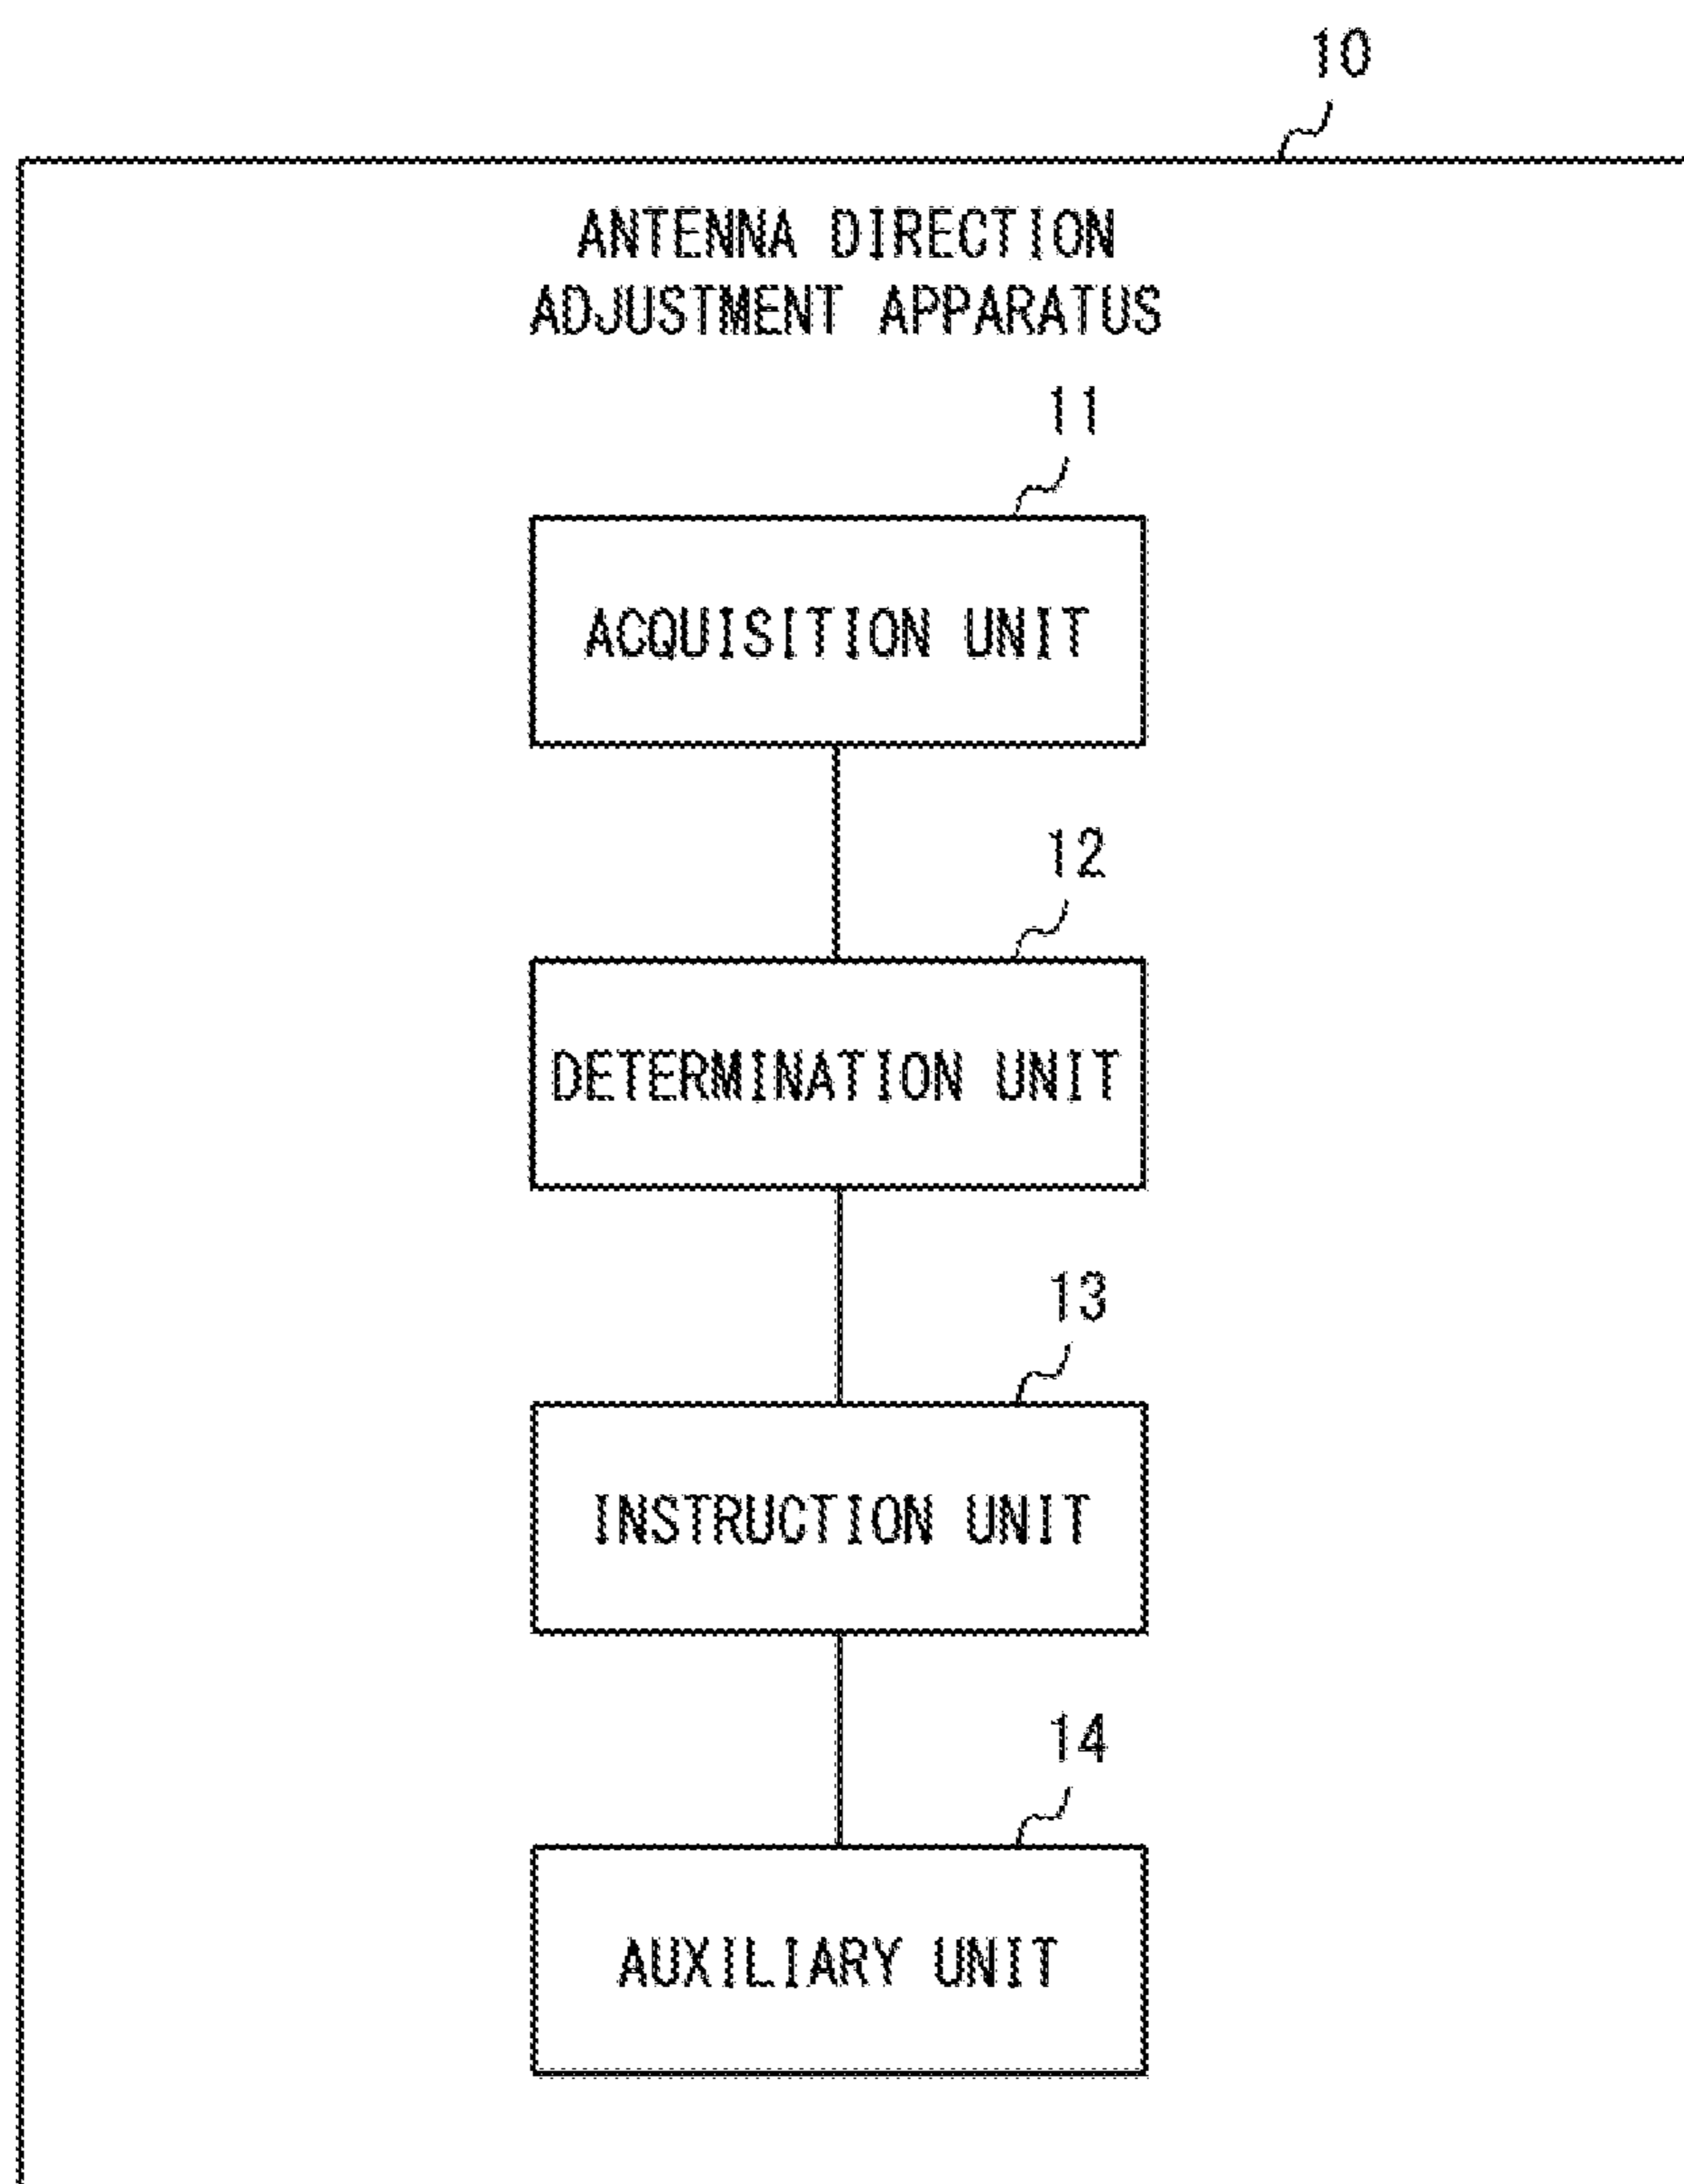 10
ANTENNA DIRECTION
ADJUSTMENT APPARATUS
11
ACQUISITION UNIT
12
DETERMINATION UNIT
13
INSTRUCTION UNIT
14
AUXILIARY UNIT